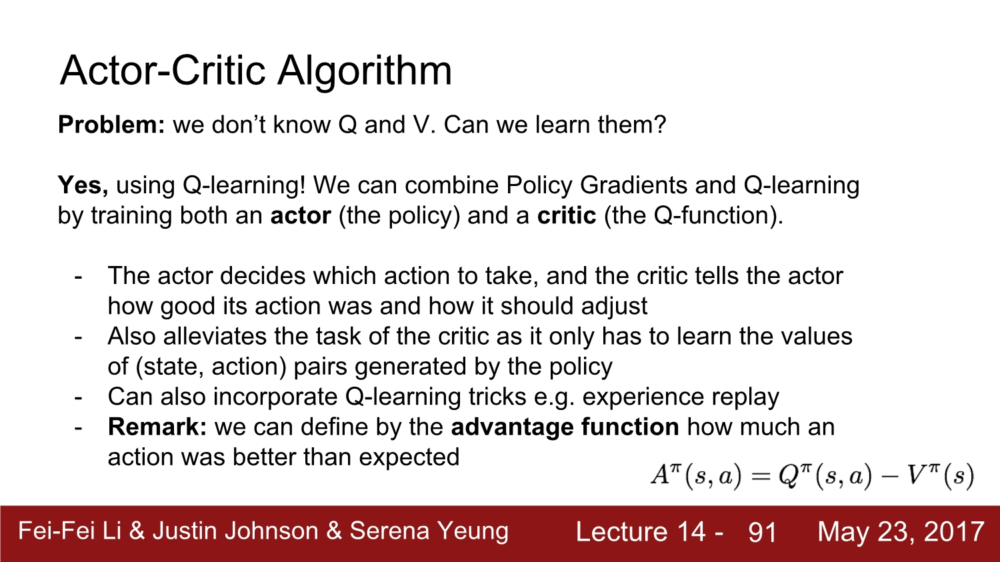 Actor-Critic Algorithm
Problem: we don’t know Q and V. Can we learn them?
Yes, using Q-learning! We can combine Policy Gradients and Q-learning
by training both an actor (the policy) and a critic (the Q-function).
- The actor decides which action to take, and the critic tells the actor
how good its action was and how it should adjust
- Also alleviates the task of the critic as it only has to learn the values
of (state, action) pairs generated by the policy
- Can also incorporate Q-learning tricks e.g. experience replay
- Remark: we can define by the advantage function how much an
action was better than expected
A^π(s, a) = Q^π(s, a) − V^π(s)
Fei-Fei Li & Justin Johnson & Serena Yeung Lecture 14 - 91 May 23, 2017